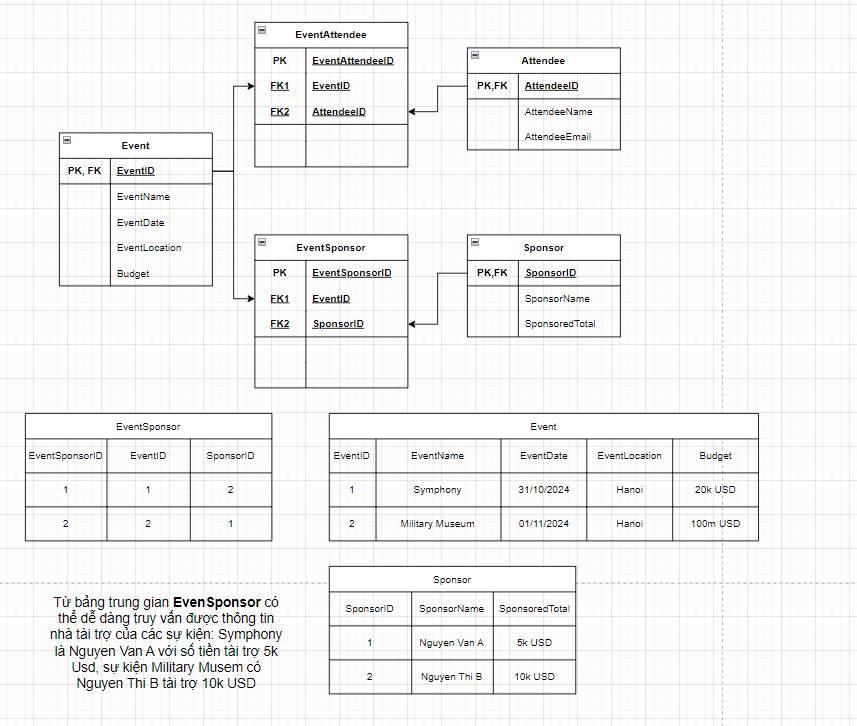 EventAttendee
PK EventAttendeeID
FK1 EventID
FK2 AttendeeID
Attendee
PK,FK AttendeeID
AttendeeName
AttendeeEmail
Event
PK, FK EventID
EventName
EventDate
EventLocation
Budget
EventSponsor
PK EventSponsorID
FK1 EventID
FK2 SponsorID
Sponsor
PK,FK SponsorID
SponsorName
SponsoredTotal
EventSponsor
EventSponsorID EventID SponsorID
1 1 2
2 2 1
Event
EventID EventName EventDate EventLocation Budget
1 Symphony 31/10/2024 Hanoi 20k USD
2 Military Museum 01/11/2024 Hanoi 100m USD
Sponsor
SponsorID SponsorName SponsoredTotal
1 Nguyen Van A 5k USD
2 Nguyen Thi B 10k USD
Từ bảng trung gian EvenSponsor có
thể dễ dàng truy vấn được thông tin
nhà tài trợ của các sự kiện: Symphony
là Nguyen Van A với số tiền tài trợ 5k
Usd, sự kiện Military Musem có
Nguyen Thi B tài trợ 10k USD